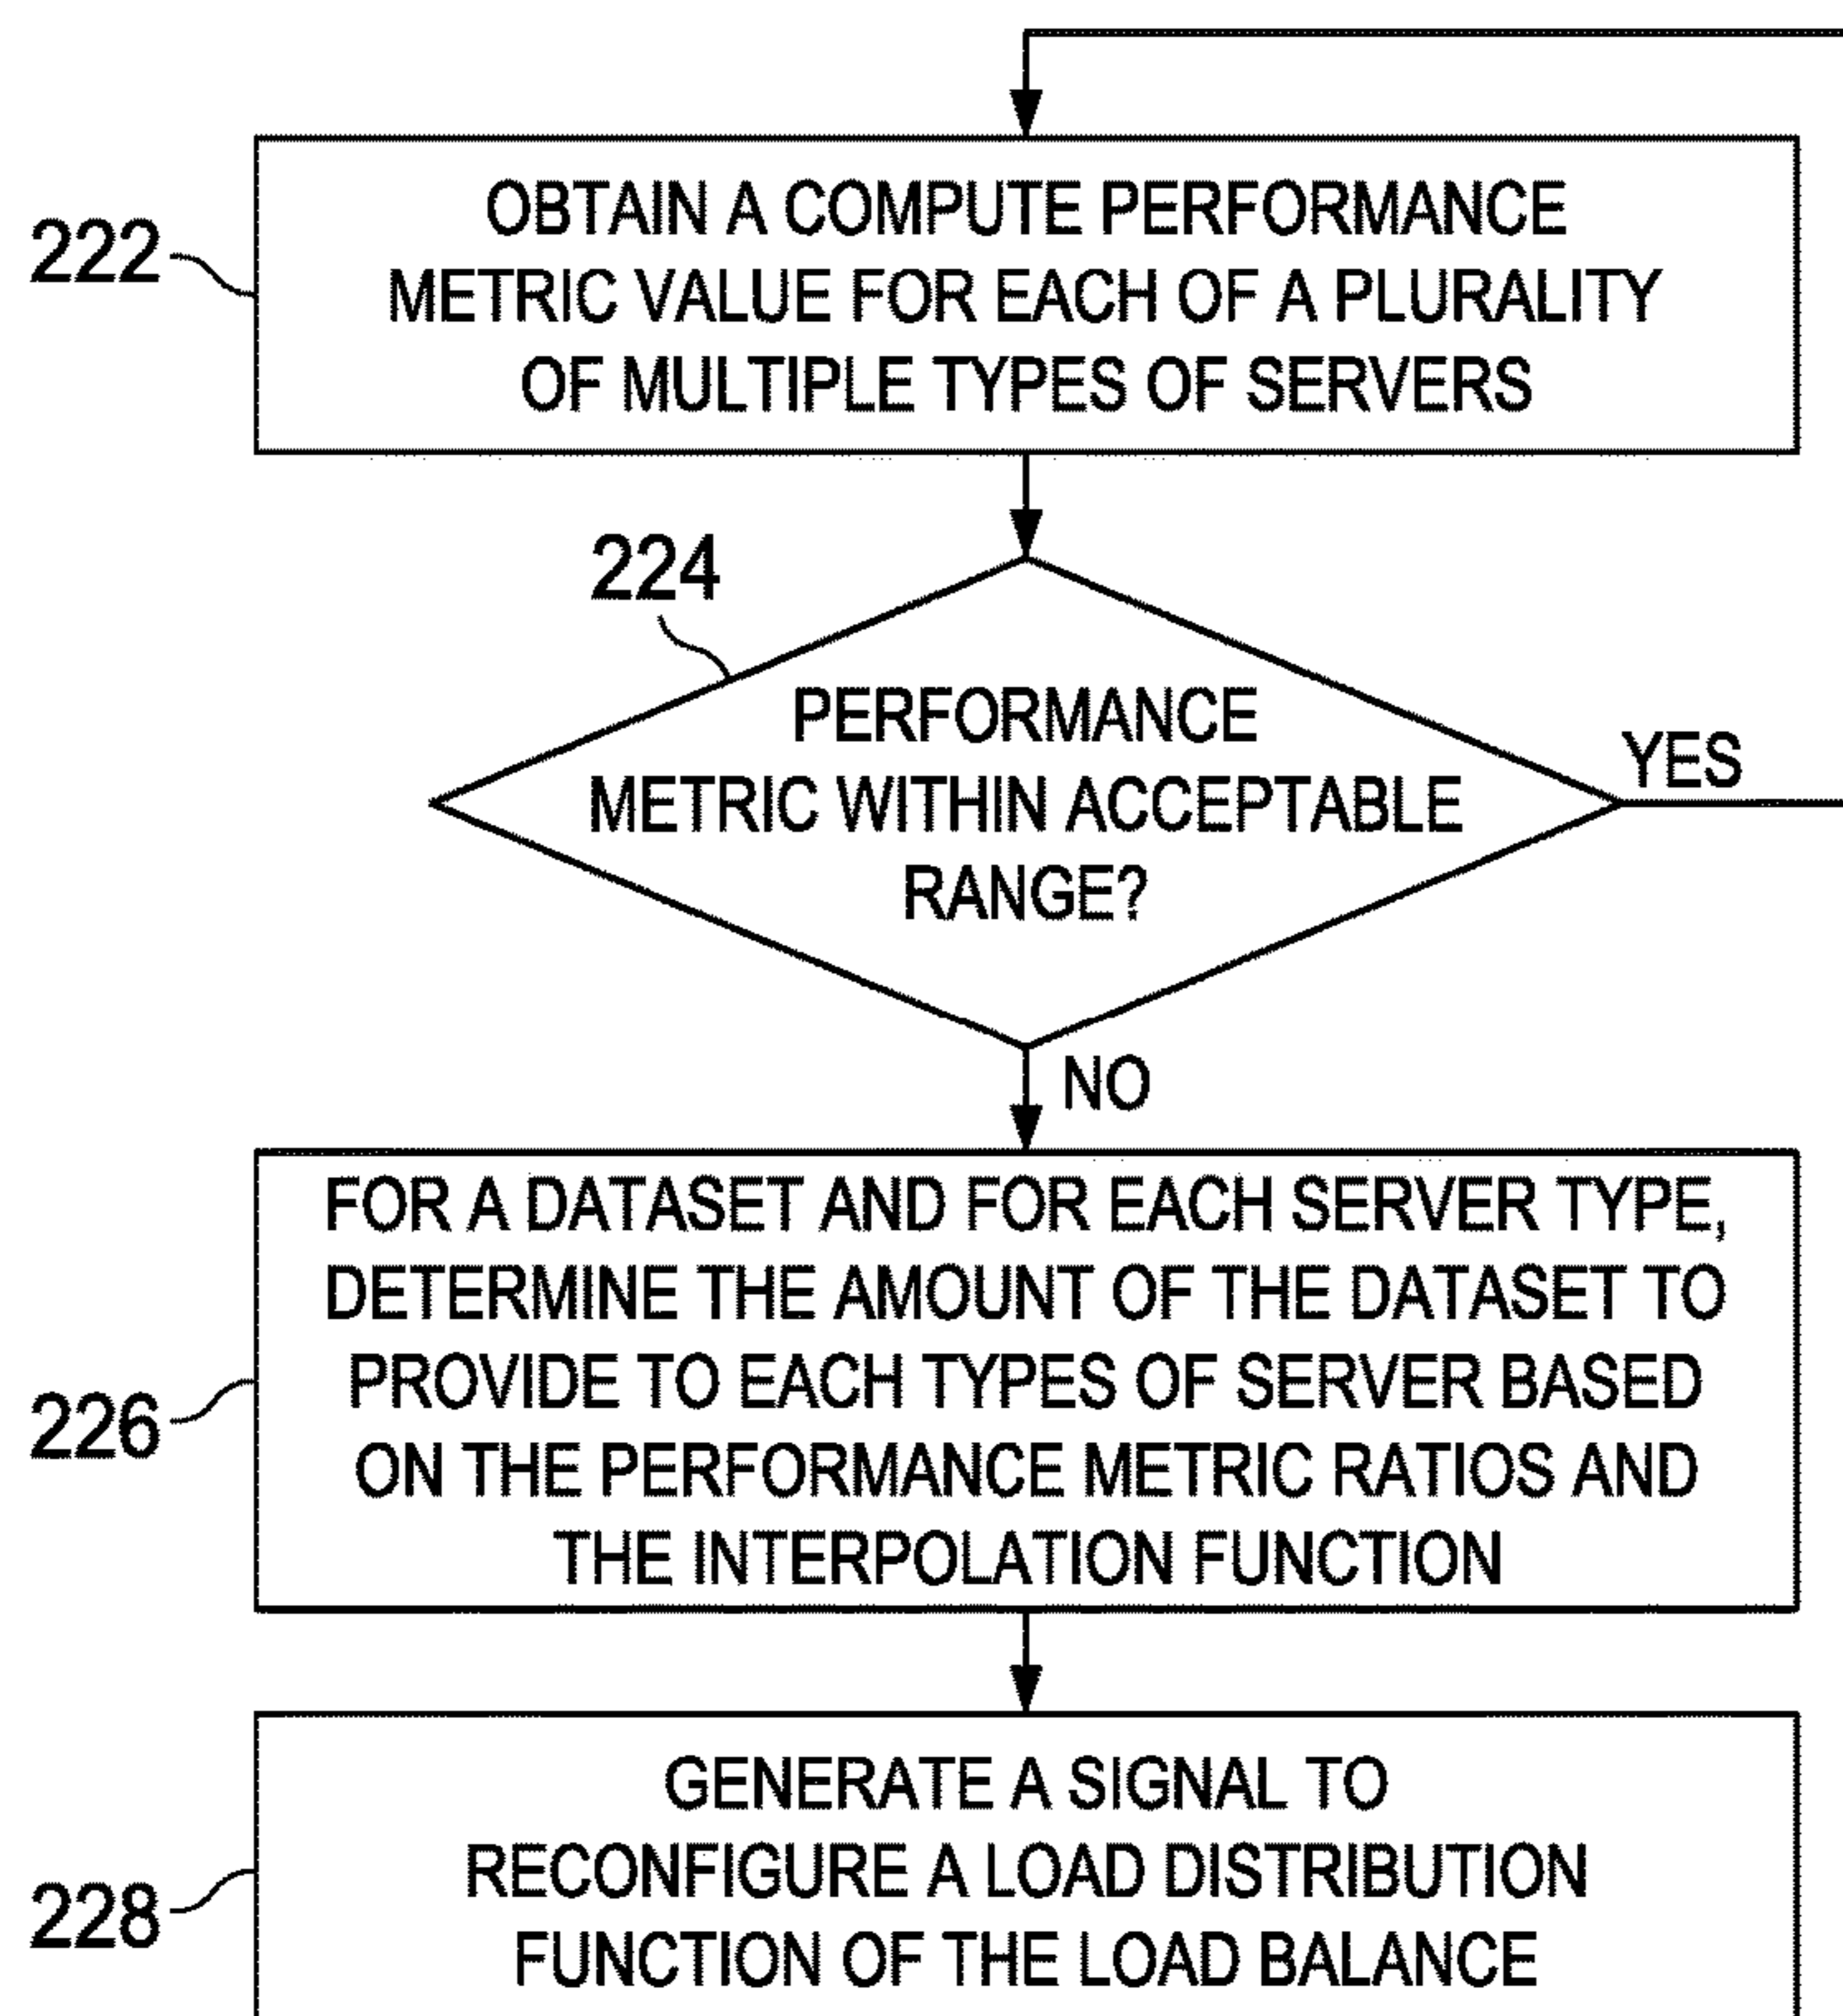 222
OBTAIN A COMPUTE PERFORMANCE
METRIC VALUE FOR EACH OF A PLURALITY
OF MULTIPLE TYPES OF SERVERS
224
PERFORMANCE
METRIC WITHIN ACCEPTABLE
RANGE?
YES
NO
226
FOR A DATASET AND FOR EACH SERVER TYPE,
DETERMINE THE AMOUNT OF THE DATASET TO
PROVIDE TO EACH TYPES OF SERVER BASED
ON THE PERFORMANCE METRIC RATIOS AND
THE INTERPOLATION FUNCTION
228
GENERATE A SIGNAL TO
RECONFIGURE A LOAD DISTRIBUTION
FUNCTION OF THE LOAD BALANCE